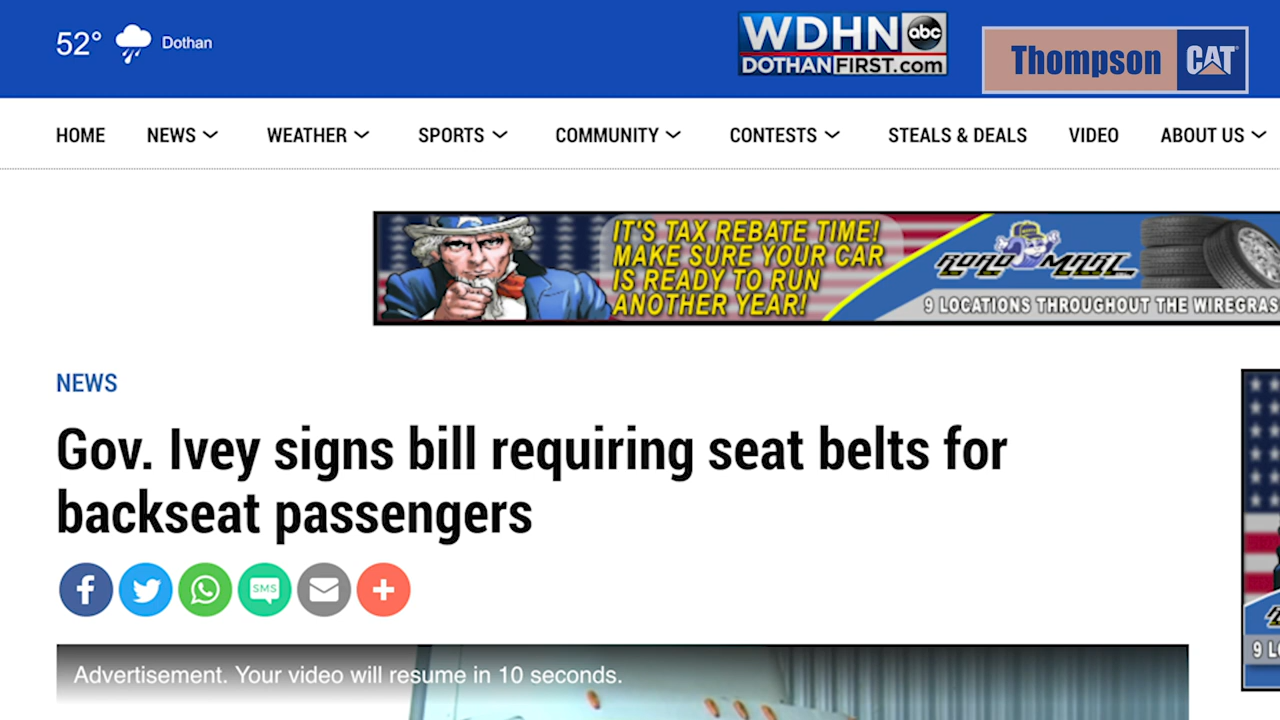 52° Dothan
WDHN abc
DOTHANFIRST.com
Thompson CAT
HOME NEWS WEATHER SPORTS COMMUNITY CONTESTS STEALS & DEALS VIDEO ABOUT US
IT'S TAX REBATE TIME!
MAKE SURE YOUR CAR
IS READY TO RUN
ANOTHER YEAR!
ROAD MART
9 LOCATIONS THROUGHOUT THE WIREGRAS
NEWS
Gov. Ivey signs bill requiring seat belts for
backseat passengers
SMS
Advertisement. Your video will resume in 10 seconds.
9 L